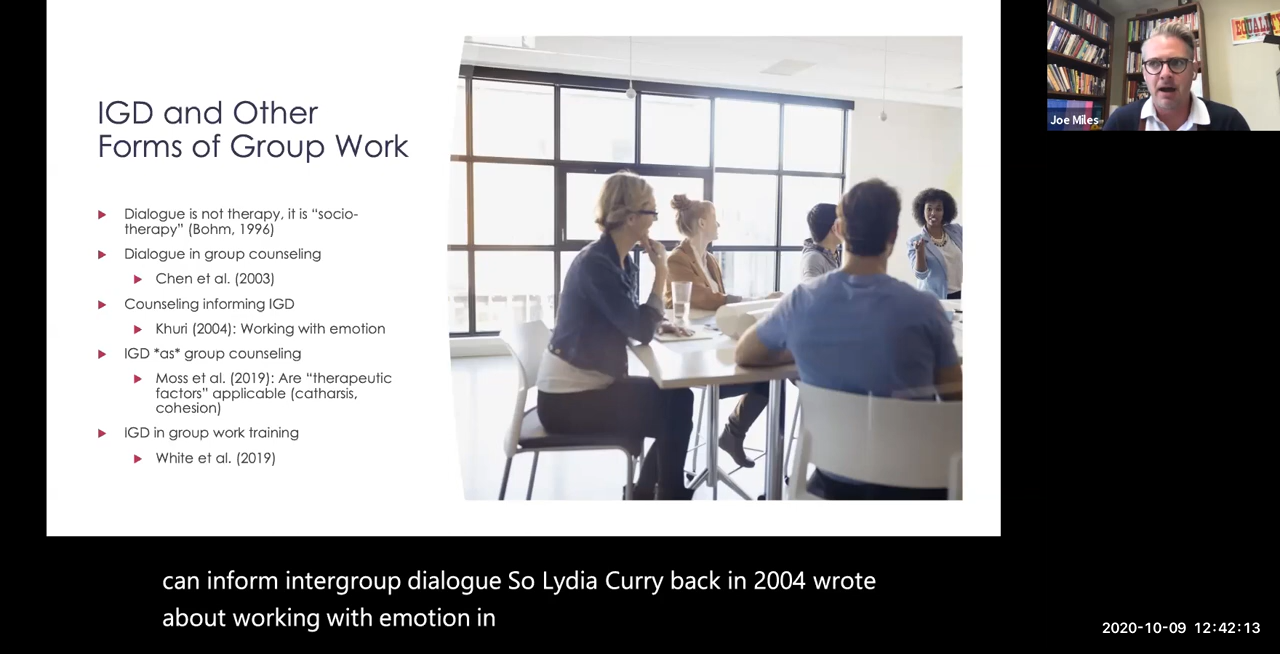 IGD and Other
Forms of Group Work
Dialogue is not therapy, it is “socio-
therapy” (Bohm, 1996)
Dialogue in group counseling
Chen et al. (2003)
Counseling informing IGD
Khuri (2004): Working with emotion
IGD *as* group counseling
Moss et al. (2019): Are “therapeutic
factors” applicable (catharsis,
cohesion)
IGD in group work training
White et al. (2019)
Joe Miles
can inform intergroup dialogue So Lydia Curry back in 2004 wrote
about working with emotion in
2020-10-09 12:42:13